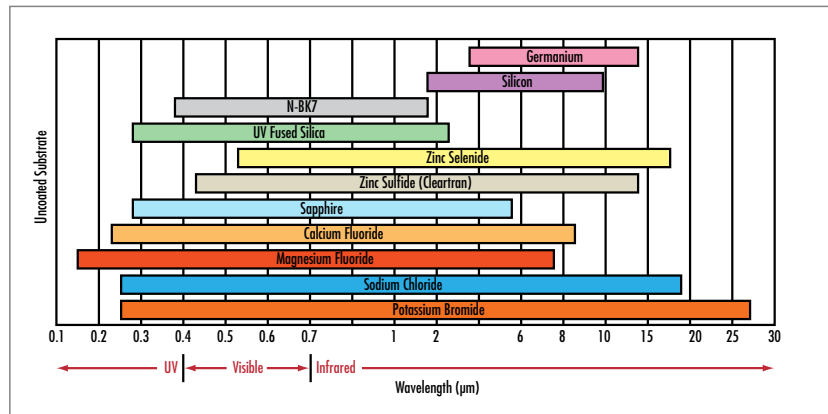 Uncoated Substrate
Germanium
Silicon
N-BK7
UV Fused Silica
Zinc Selenide
Zinc Sulfide (Cleartran)
Sapphire
Calcium Fluoride
Magnesium Fluoride
Sodium Chloride
Potassium Bromide
0.1 0.2 0.3 0.4 0.5 0.6 0.7 1 2 6 8 10 15 20 25 30
UV Visible Infrared
Wavelength (µm)